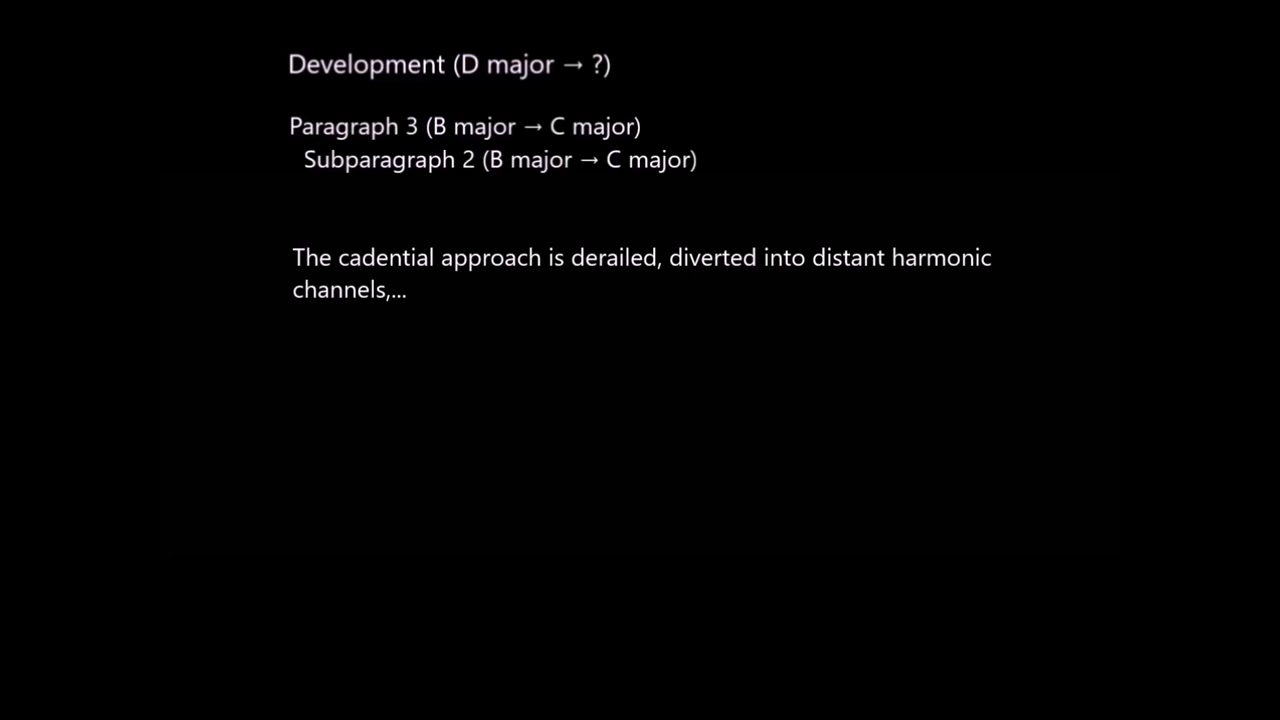 Development (D major → ?)
Paragraph 3 (B major → C major)
Subparagraph 2 (B major → C major)
The cadential approach is derailed, diverted into distant harmonic
channels,...